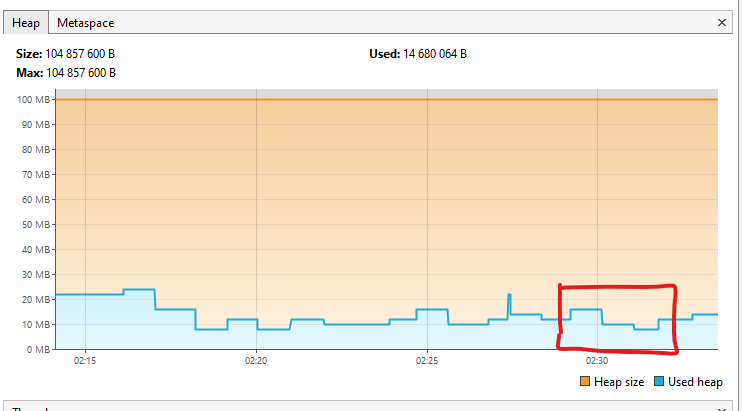 Heap Metaspace ×
Size: 104 857 600 B Used: 14 680 064 B
Max: 104 857 600 B
100 MB
90 MB
80 MB
70 MB
60 MB
50 MB
40 MB
30 MB
20 MB
10 MB
0 MB
02:15 02:20 02:25 02:30
Heap size Used heap